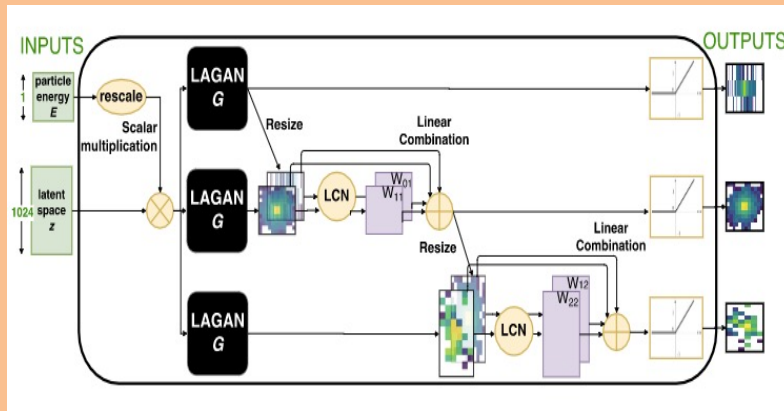 INPUTS
OUTPUTS
particle
energy
E
1
rescale
Scalar
multiplication
latent
space
z
1024
LAGAN
G
Resize
Linear
Combination
LAGAN
G
LCN
W01
W11
Resize
Linear
Combination
LAGAN
G
LCN
W12
W22